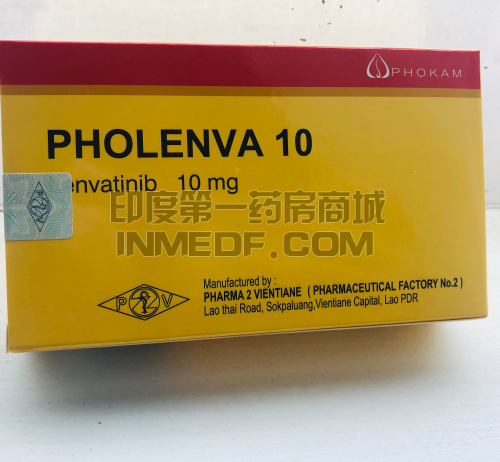 PHOKAM
PHOLENVA 10
envatinib 10 mg
印度第一药房商城
INMEDF.COM
Manufactured by :
PHARMA 2 VIENTIANE ( PHARMACEUTICAL FACTORY No.2 )
P V
Lao thai Road, Sokpaluang,Vientiane Capital, Lao PDR